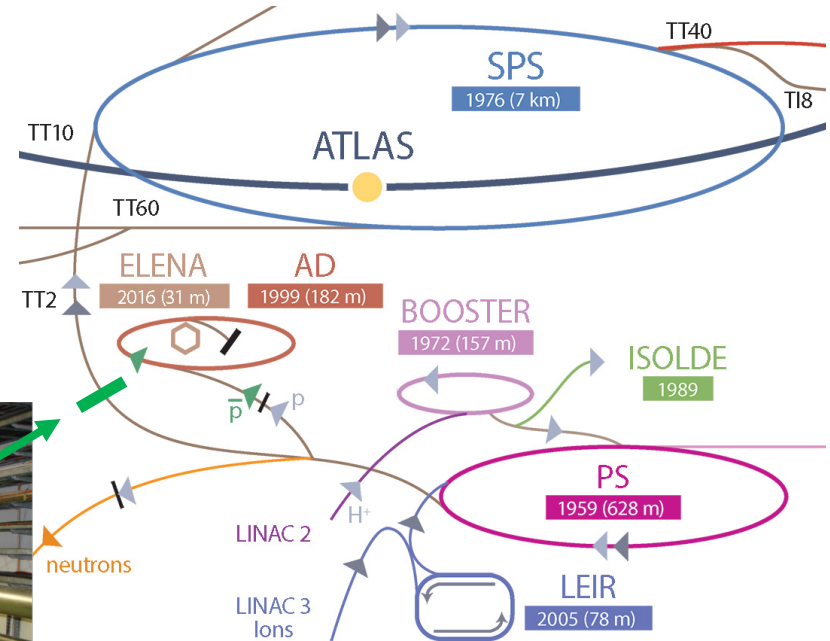 TT40
SPS
1976 (7 km)
TI8
TT10
ATLAS
TT60
ELENA
2016 (31 m)
AD
1999 (182 m)
TT2
BOOSTER
1972 (157 m)
ISOLDE
1989
p̅
p
PS
1959 (628 m)
H⁺
LINAC 2
neutrons
LEIR
2005 (78 m)
LINAC 3
Ions